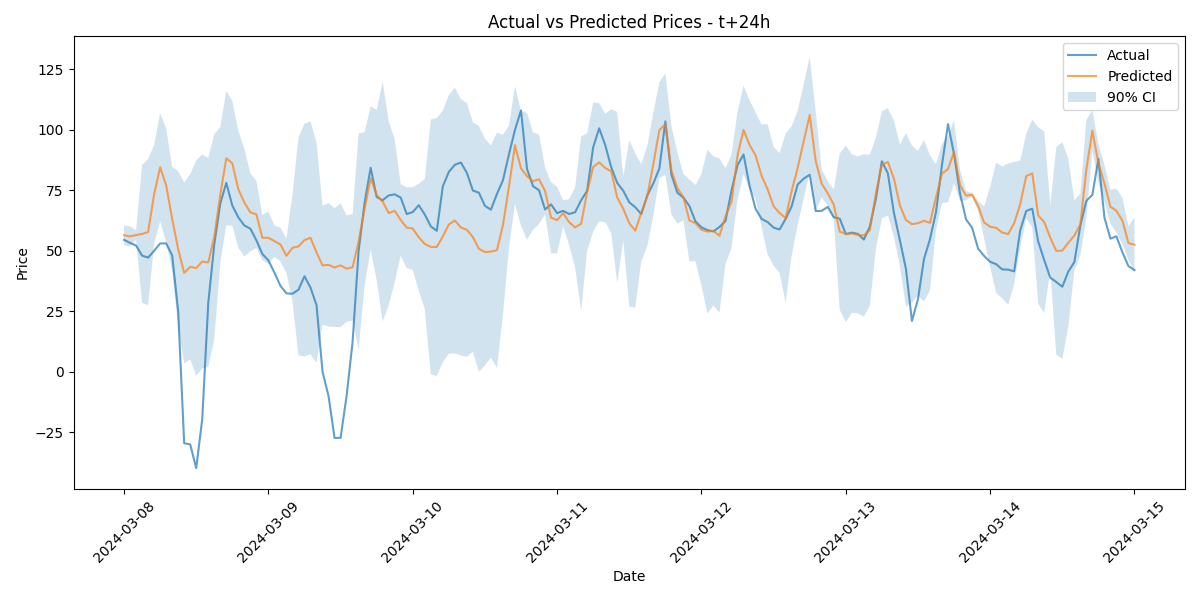 Actual vs Predicted Prices - t+24h
Actual
Predicted
90% CI
125
100
75
50
25
0
−25
Price
2024-03-08
2024-03-09
2024-03-10
2024-03-11
2024-03-12
2024-03-13
2024-03-14
2024-03-15
Date